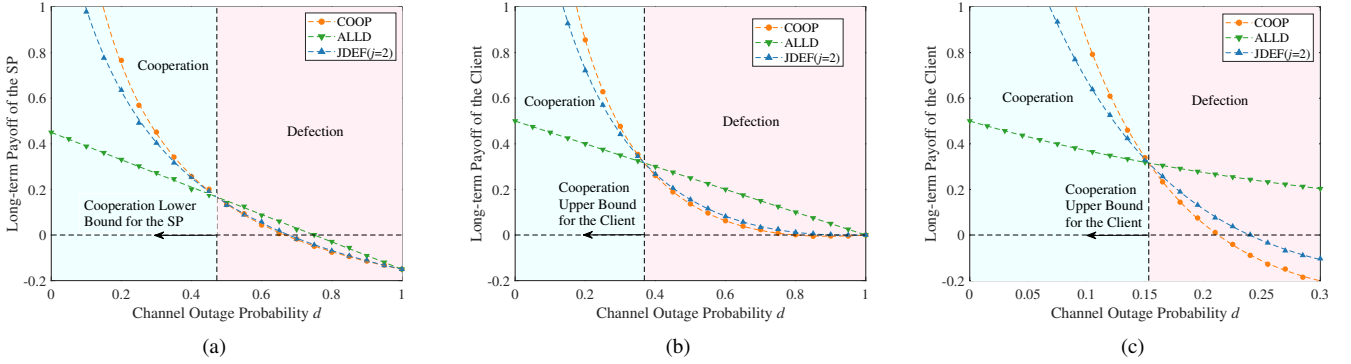 Long-term Payoff of the SP
1
0.8
0.6
0.4
0.2
0
-0.2
COOP
ALLD
JDEF(j=2)
Cooperation
Defection
Cooperation Lower
Bound for the SP
0 0.2 0.4 0.6 0.8 1
Channel Outage Probability d
(a)
Long-term Payoff of the Client
1
0.8
0.6
0.4
0.2
0
-0.2
COOP
ALLD
JDEF(j=2)
Cooperation
Defection
Cooperation
Upper Bound
for the Client
0 0.2 0.4 0.6 0.8 1
Channel Outage Probability d
(b)
Long-term Payoff of the Client
1
0.8
0.6
0.4
0.2
0
-0.2
COOP
ALLD
JDEF(j=2)
Cooperation
Defection
Cooperation
Upper Bound
for the Client
0 0.05 0.1 0.15 0.2 0.25 0.3
Channel Outage Probability d
(c)